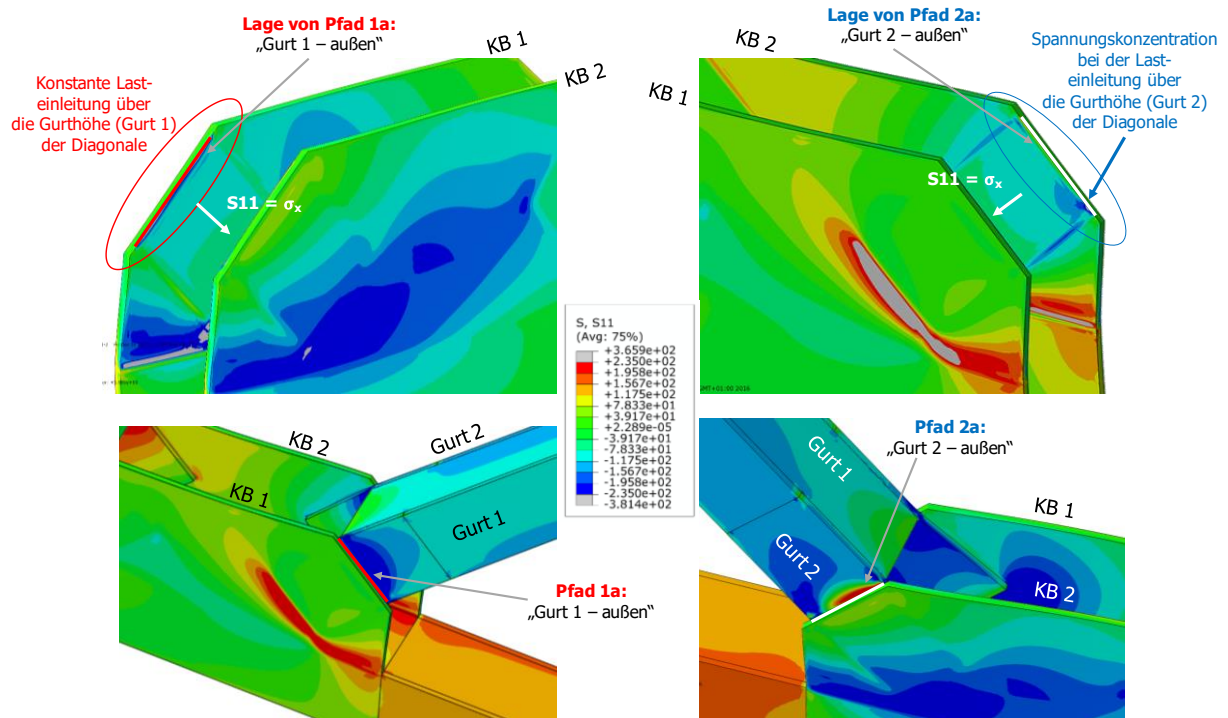 Lage von Pfad 1a:
„Gurt 1 – außen“
KB 1
KB 2
Konstante Last-
einleitung über
die Gurthöhe (Gurt 1)
der Diagonale
S11 = σx
Lage von Pfad 2a:
„Gurt 2 – außen“
KB 2
KB 1
Spannungskonzentration
bei der Last-
einleitung über
die Gurthöhe (Gurt 2)
der Diagonale
S11 = σx
GMT+01:00 2016
S, S11
(Avg: 75%)
+3.659e+02
+2.350e+02
+1.958e+02
+1.567e+02
+1.175e+02
+7.833e+01
+3.917e+01
+2.289e-05
-3.917e+01
-7.833e+01
-1.175e+02
-1.567e+02
-1.958e+02
-2.350e+02
-3.814e+02
KB 2
Gurt 2
KB 1
Gurt 1
Pfad 1a:
„Gurt 1 – außen“
Pfad 2a:
„Gurt 2 – außen“
Gurt 1
KB 1
Gurt 2
KB 2